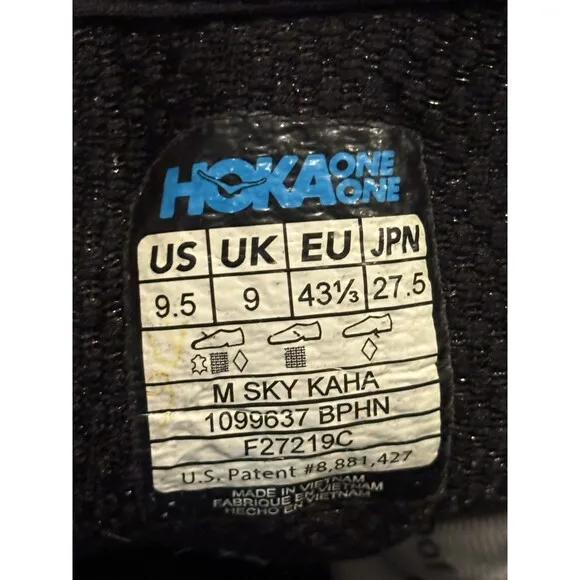 HOKA ONE ONE
US UK EU JPN
9.5 9 43⅓ 27.5
M SKY KAHA
1099637 BPHN
F27219C
U.S. Patent #8,881,427
MADE IN VIETNAM
FABRIQUE EN VIETNAM
HECHO EN VIETNAM